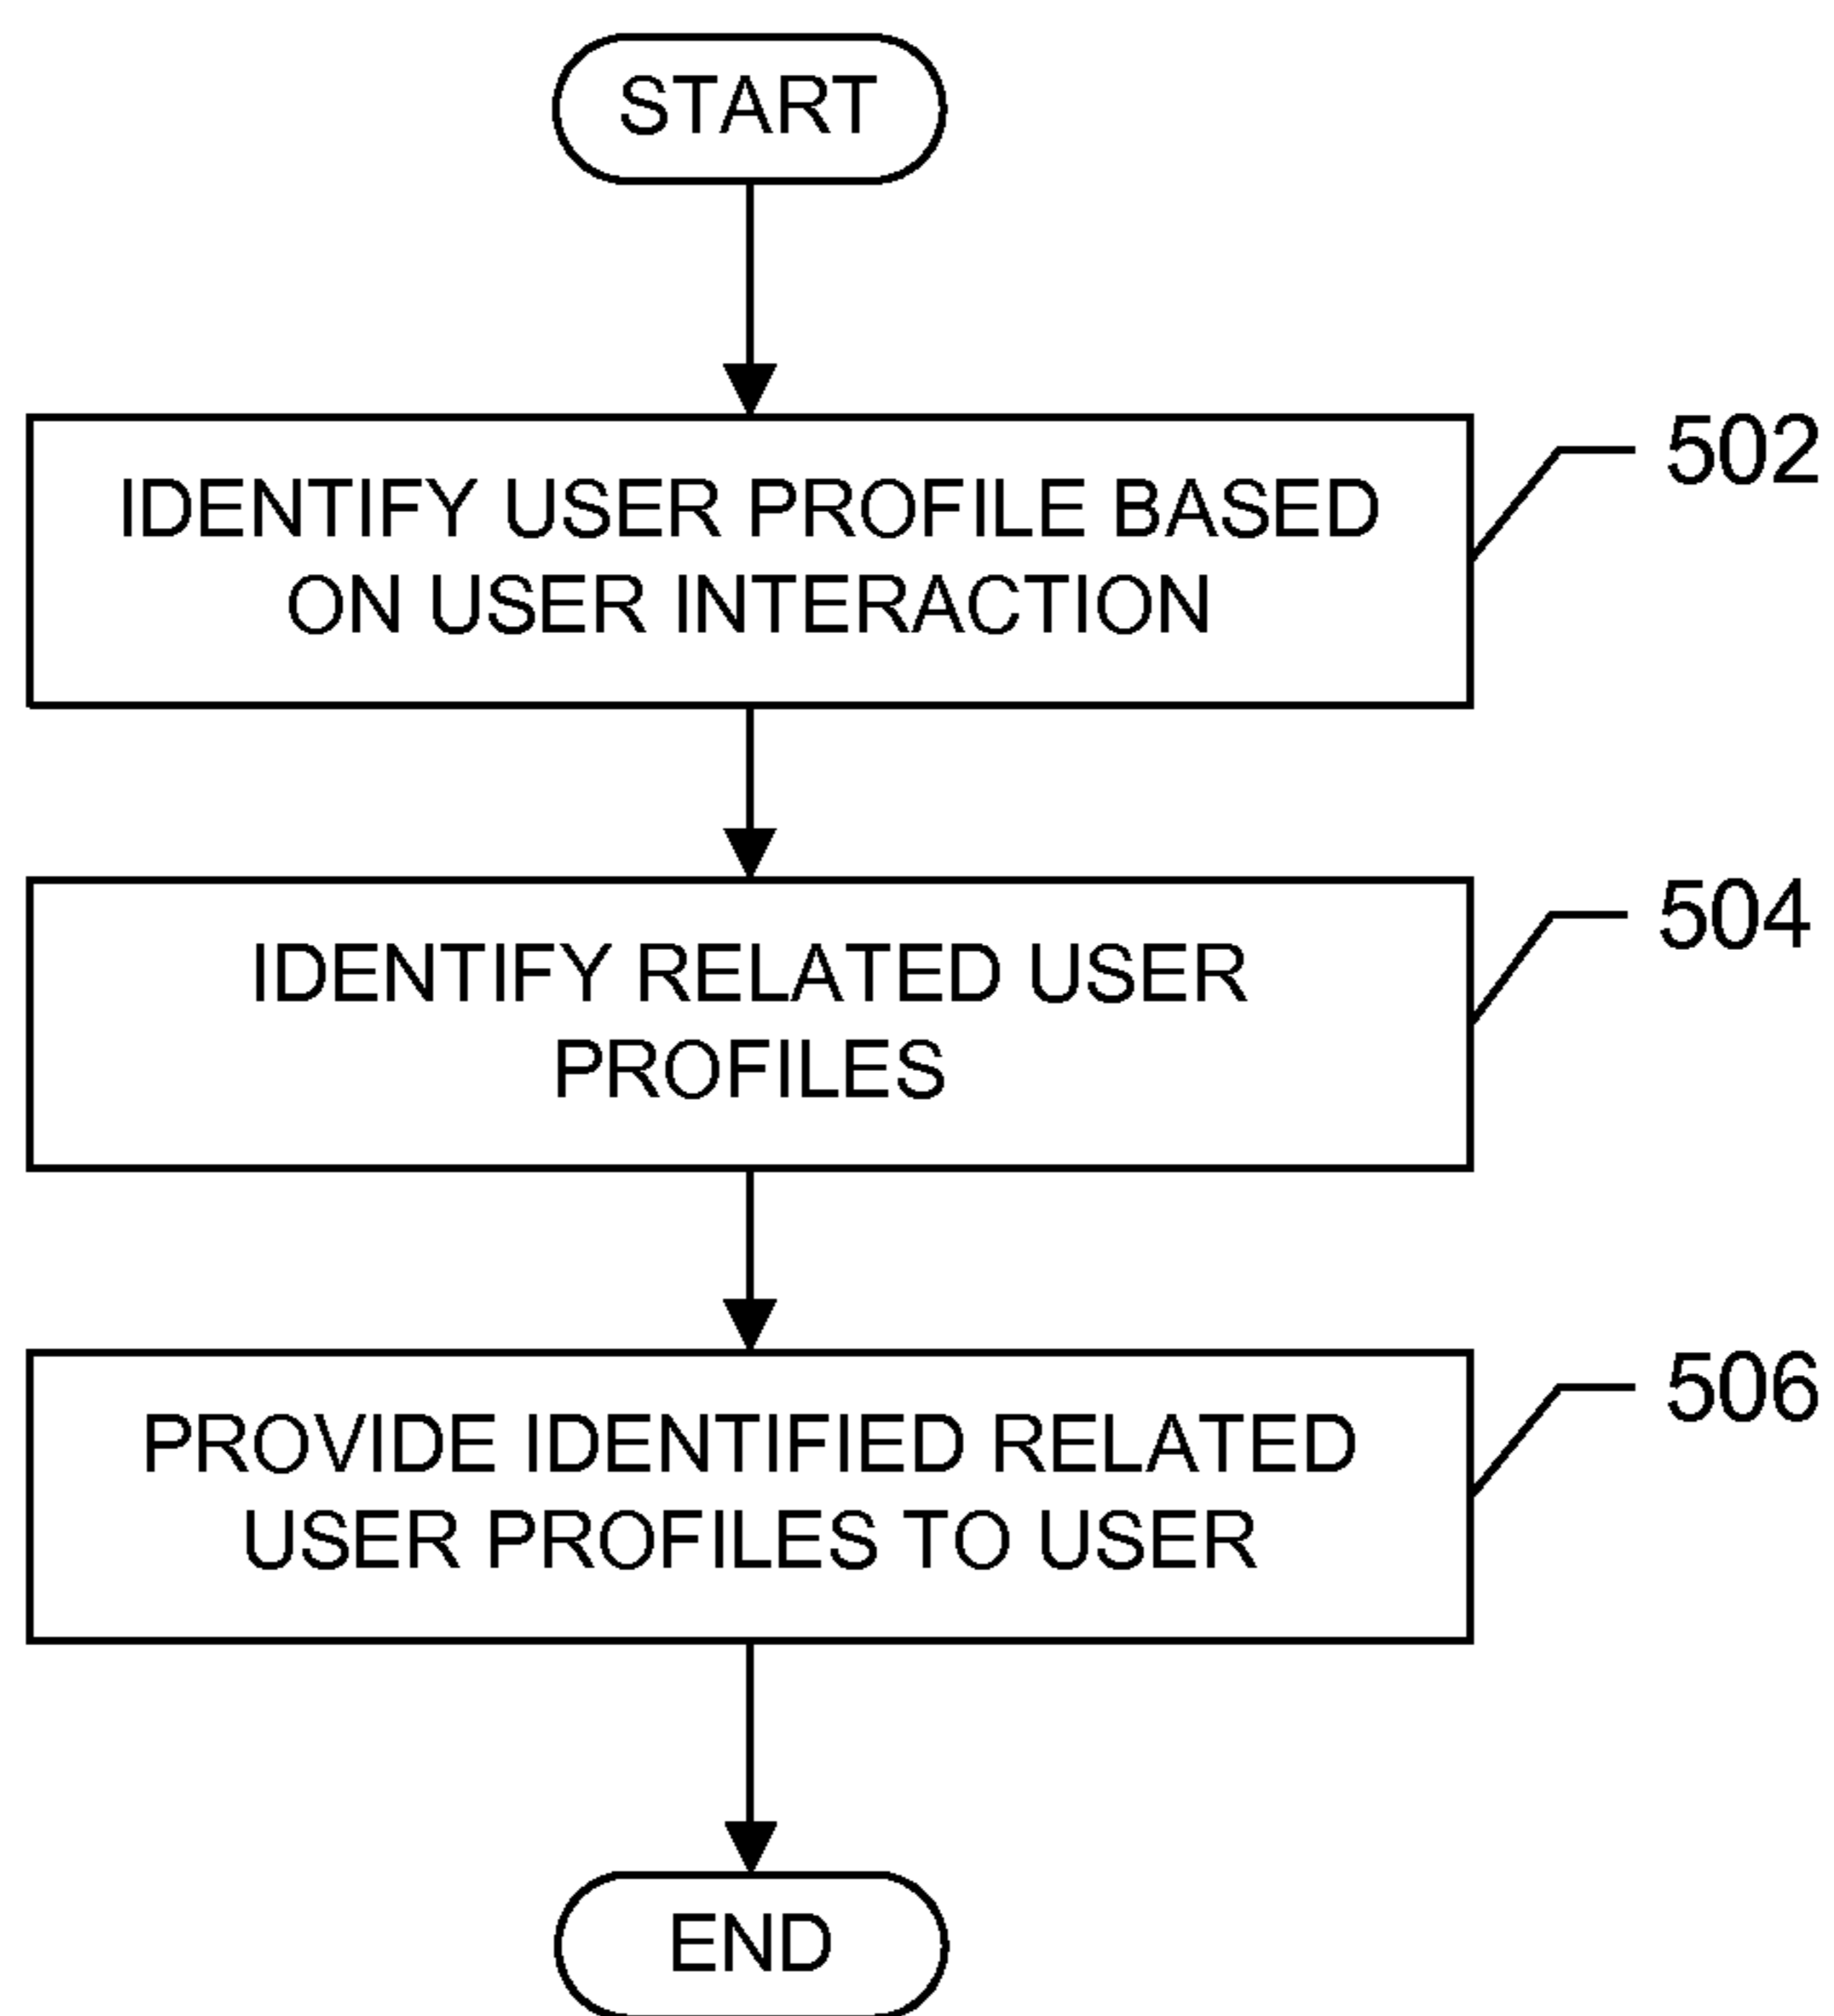 START
502
IDENTIFY USER PROFILE BASED
ON USER INTERACTION
504
IDENTIFY RELATED USER
PROFILES
506
PROVIDE IDENTIFIED RELATED
USER PROFILES TO USER
END